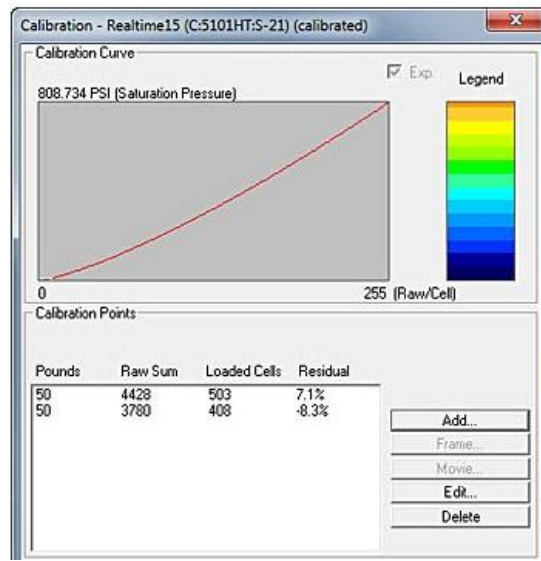 Calibration - Realtime15 (C:5101HT:S-21) (calibrated)
Calibration Curve
Exp.
Legend
808.734 PSI (Saturation Pressure)
0
255 (Raw/Cell)
Calibration Points
Pounds Raw Sum Loaded Cells Residual
50 4428 503 7.1%
50 3780 408 -8.3%
Add...
Frame...
Movie...
Edit...
Delete